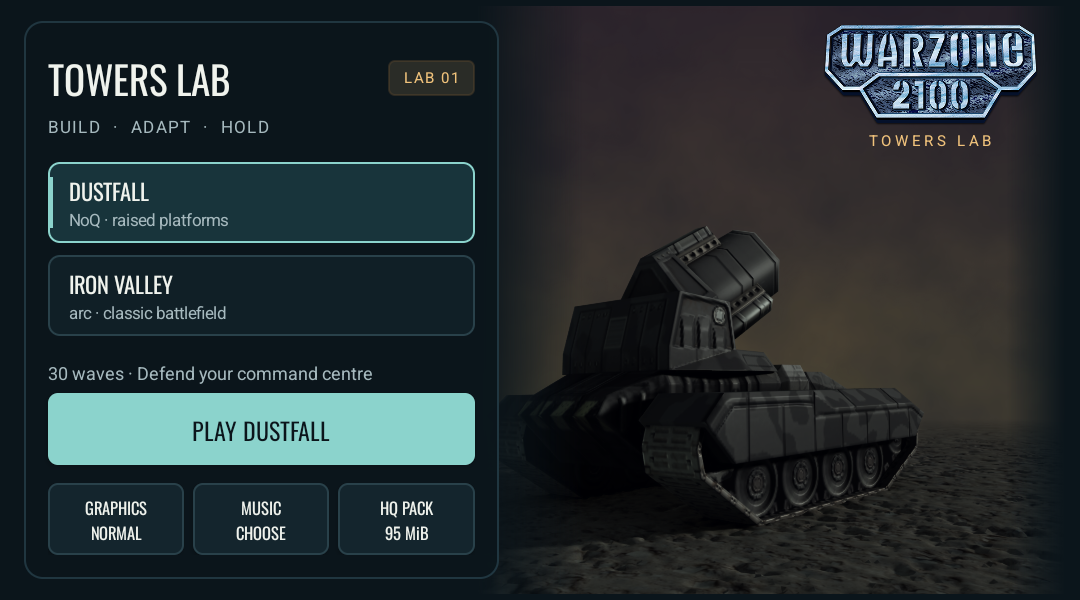 TOWERS LAB
LAB 01
BUILD · ADAPT · HOLD
DUSTFALL
NoQ · raised platforms
IRON VALLEY
arc · classic battlefield
30 waves · Defend your command centre
PLAY DUSTFALL
GRAPHICS
NORMAL
MUSIC
CHOOSE
HQ PACK
95 MiB
WARZONE
2100
TOWERS LAB